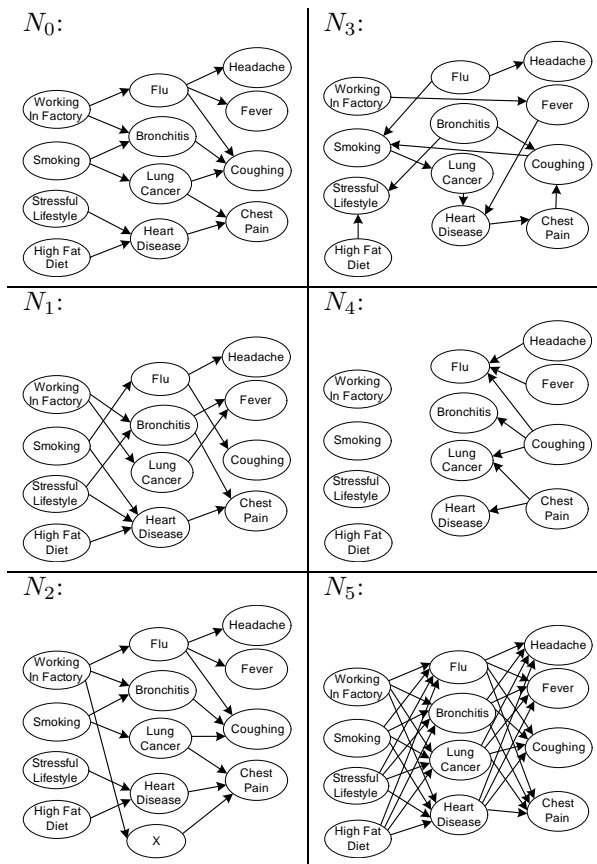 N0:
Headache
Flu
Working
In Factory
Fever
Bronchitis
Smoking
Lung
Cancer
Coughing
Stressful
Lifestyle
Heart
Disease
Chest
Pain
High Fat
Diet
N3:
Headache
Flu
Working
In Factory
Fever
Bronchitis
Smoking
Lung
Cancer
Coughing
Stressful
Lifestyle
Heart
Disease
Chest
Pain
High Fat
Diet
N1:
Headache
Flu
Working
In Factory
Fever
Bronchitis
Smoking
Lung
Cancer
Coughing
Stressful
Lifestyle
Heart
Disease
Chest
Pain
High Fat
Diet
N4:
Headache
Flu
Working
In Factory
Fever
Bronchitis
Smoking
Lung
Cancer
Coughing
Stressful
Lifestyle
Heart
Disease
Chest
Pain
High Fat
Diet
N2:
Headache
Flu
Working
In Factory
Fever
Bronchitis
Smoking
Lung
Cancer
Coughing
Stressful
Lifestyle
Heart
Disease
Chest
Pain
High Fat
Diet
X
N5:
Headache
Flu
Working
In Factory
Fever
Bronchitis
Smoking
Lung
Cancer
Coughing
Stressful
Lifestyle
Heart
Disease
Chest
Pain
High Fat
Diet